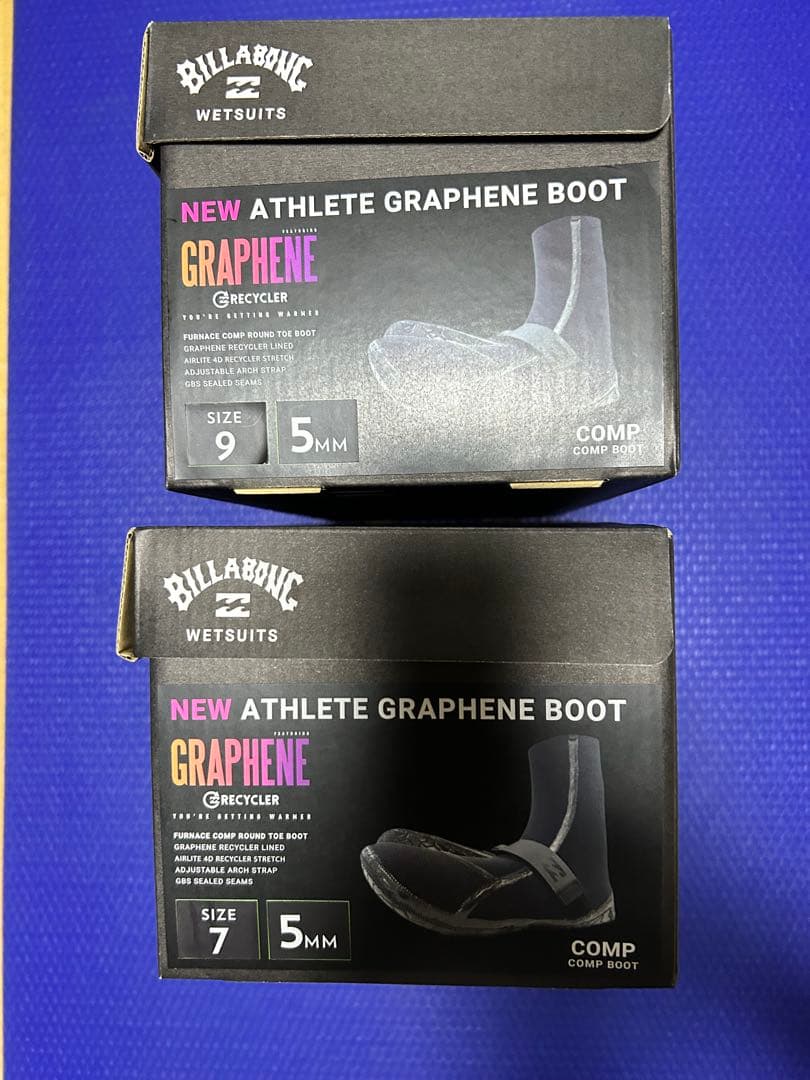 BILLABONG
WETSUITS
NEW ATHLETE GRAPHENE BOOT
FEATURING
GRAPHENE
RECYCLER
YOU'RE GETTING WARMER
FURNACE COMP ROUND TOE BOOT
GRAPHENE RECYCLER LINED
AIRLITE 4D RECYCLER STRETCH
ADJUSTABLE ARCH STRAP
GBS SEALED SEAMS
SIZE
9
5MM
COMP
COMP BOOT
BILLABONG
WETSUITS
NEW ATHLETE GRAPHENE BOOT
FEATURING
GRAPHENE
RECYCLER
YOU'RE GETTING WARMER
FURNACE COMP ROUND TOE BOOT
GRAPHENE RECYCLER LINED
AIRLITE 4D RECYCLER STRETCH
ADJUSTABLE ARCH STRAP
GBS SEALED SEAMS
SIZE
7
5MM
COMP
COMP BOOT